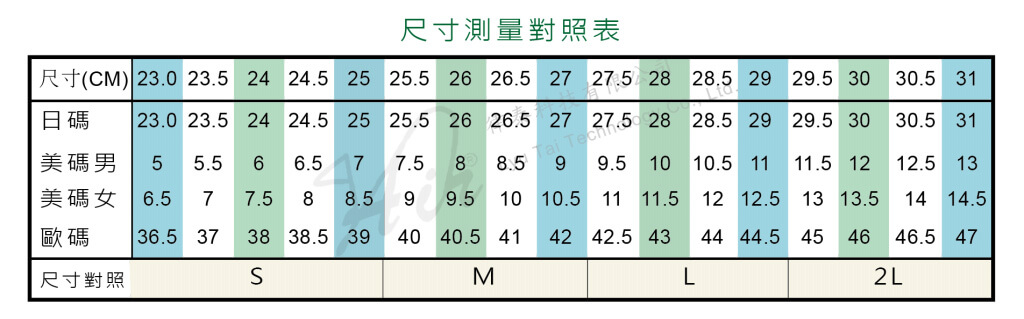 尺寸測量對照表
尺寸(CM) 23.0 23.5 24 24.5 25 25.5 26 26.5 27 27.5 28 28.5 29 29.5 30 30.5 31
日碼 23.0 23.5 24 24.5 25 25.5 26 26.5 27 27.5 28 28.5 29 29.5 30 30.5 31
美碼男 5 5.5 6 6.5 7 7.5 8 8.5 9 9.5 10 10.5 11 11.5 12 12.5 13
美碼女 6.5 7 7.5 8 8.5 9 9.5 10 10.5 11 11.5 12 12.5 13 13.5 14 14.5
歐碼 36.5 37 38 38.5 39 40 40.5 41 42 42.5 43 44 44.5 45 46 46.5 47
尺寸對照 S M L 2L
科技有限公司
Tai Technology Co., Ltd.
®